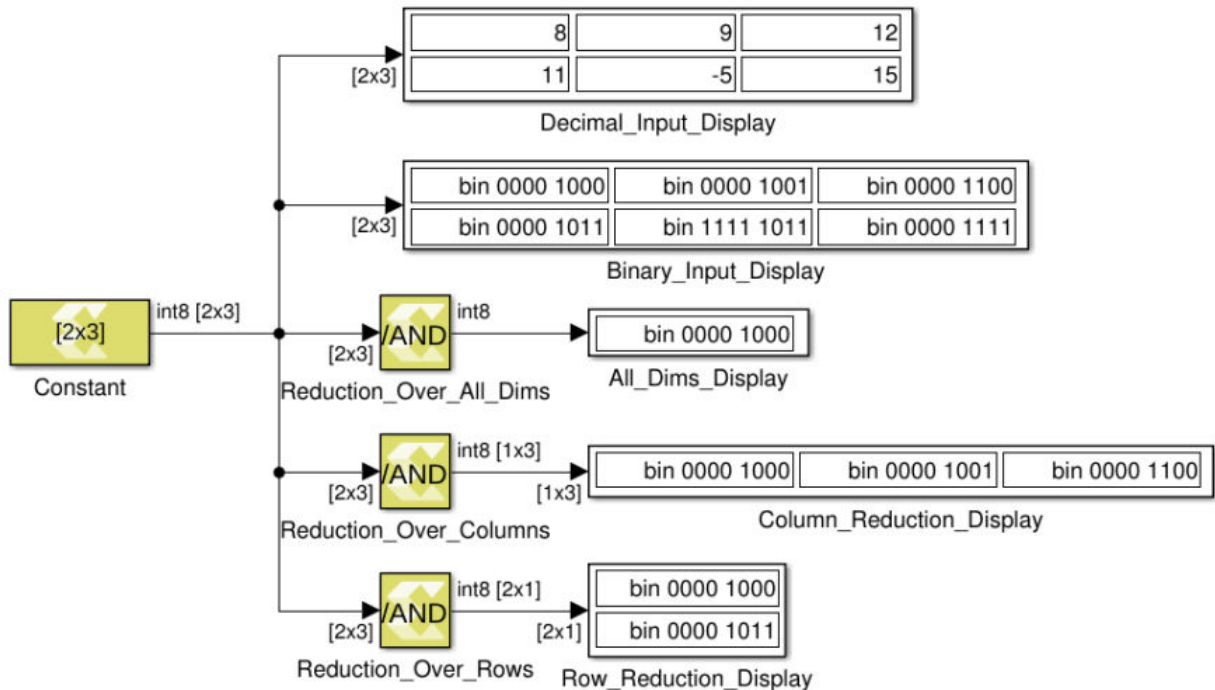 8 9 12
[2x3] 11 -5 15
Decimal_Input_Display
bin 0000 1000 bin 0000 1001 bin 0000 1100
[2x3] bin 0000 1011 bin 1111 1011 bin 0000 1111
Binary_Input_Display
[2x3]
int8 [2x3]
Constant
[2x3] /AND int8
bin 0000 1000
Reduction_Over_All_Dims
All_Dims_Display
[2x3] /AND int8 [1x3]
[1x3] bin 0000 1000 bin 0000 1001 bin 0000 1100
Reduction_Over_Columns
Column_Reduction_Display
[2x3] /AND int8 [2x1]
bin 0000 1000
[2x1] bin 0000 1011
Reduction_Over_Rows
Row_Reduction_Display